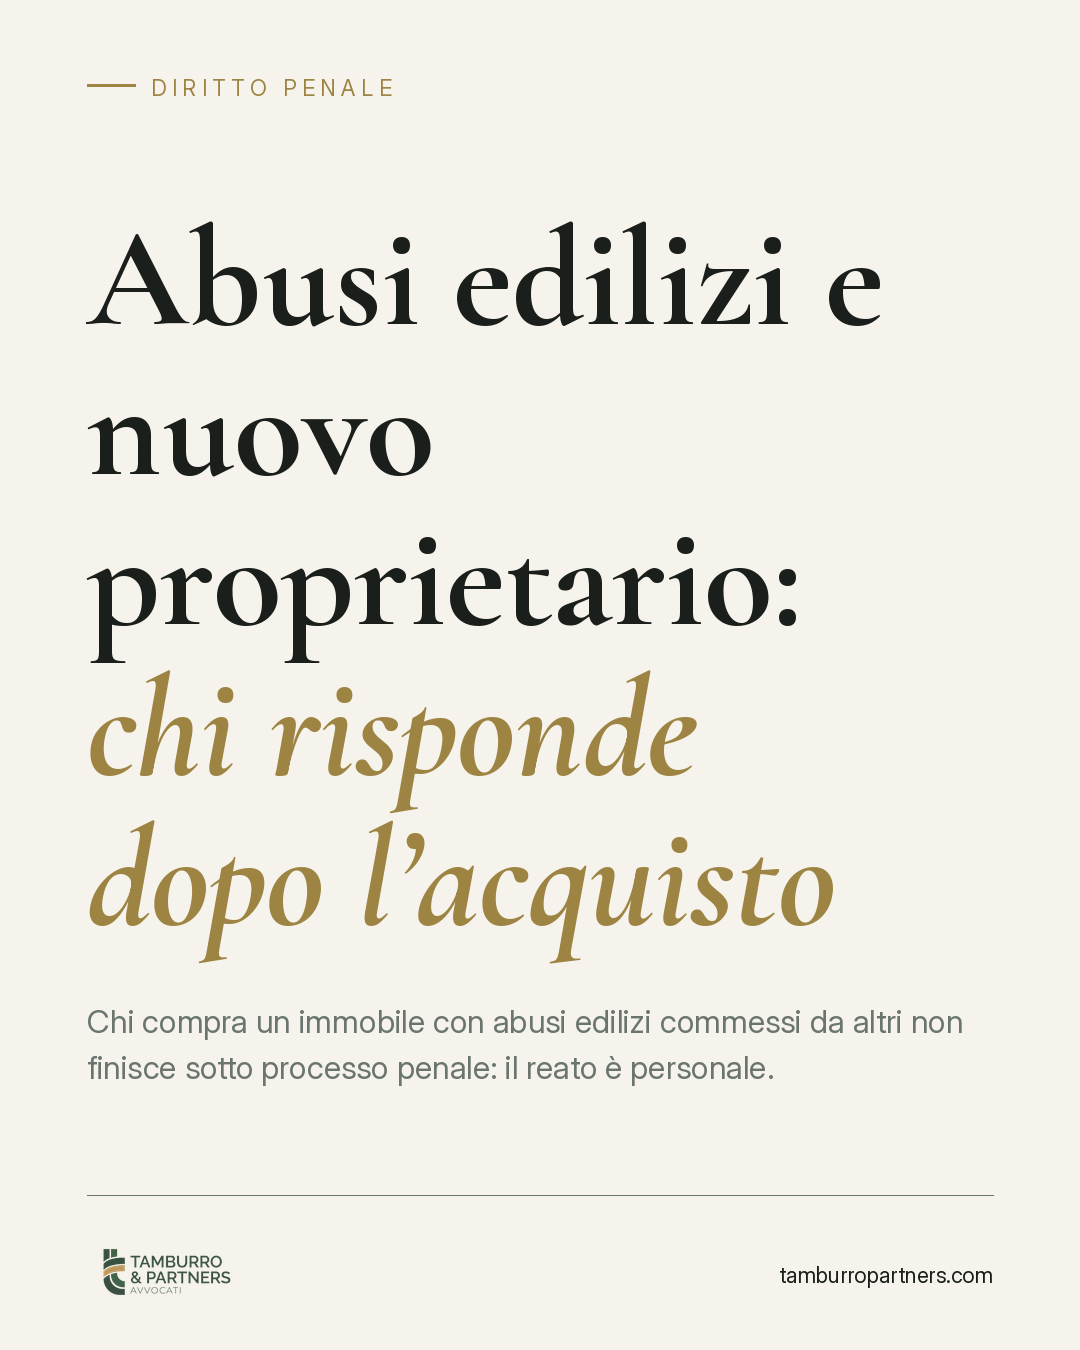 DIRITTO PENALE
Abusi edilizi e
nuovo
proprietario:
chi risponde
dopo l’acquisto
Chi compra un immobile con abusi edilizi commessi da altri non
finisce sotto processo penale: il reato è personale.
TAMBURRO
& PARTNERS
AVVOCATI
tamburropartners.com